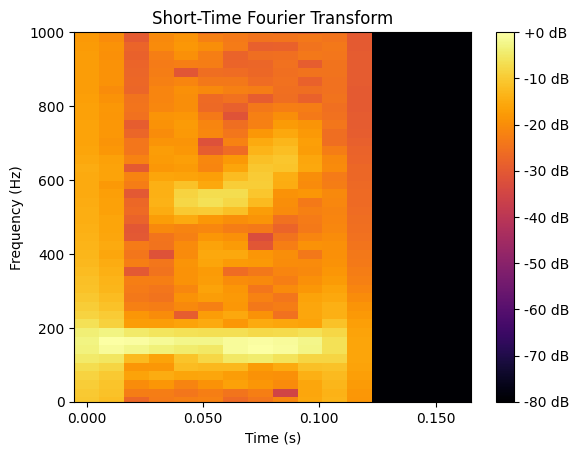 Short-Time Fourier Transform
Frequency (Hz)
1000
800
600
400
200
0
0.000 0.050 0.100 0.150
Time (s)
+0 dB
-10 dB
-20 dB
-30 dB
-40 dB
-50 dB
-60 dB
-70 dB
-80 dB